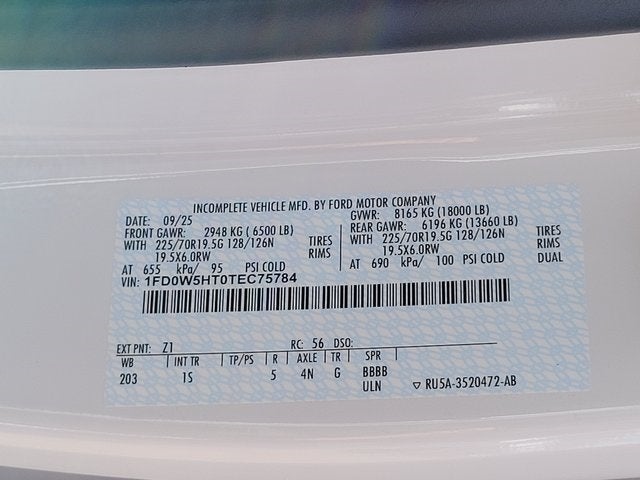 INCOMPLETE VEHICLE MFD. BY FORD MOTOR COMPANY
DATE: 09/25 GVWR: 8165 KG (18000 LB)
FRONT GAWR: 2948 KG ( 6500 LB) REAR GAWR: 6196 KG (13660 LB)
WITH 225/70R19.5G 128/126N TIRES WITH 225/70R19.5G 128/126N TIRES
19.5X6.0RW RIMS 19.5X6.0RW RIMS
AT 655 kPa/ 95 PSI COLD AT 690 kPa/ 100 PSI COLD DUAL
VIN: 1FD0W5HT0TEC75784
EXT PNT: Z1 RC: 56 DSO:
WB INT TR TP/PS R AXLE TR SPR
203 1S 5 4N G BBBB
ULN ▽ RU5A-3520472-AB